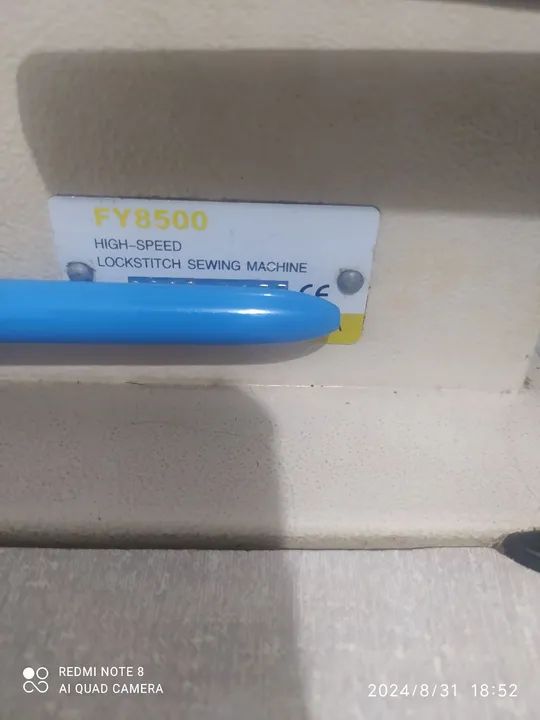 FY8500
HIGH-SPEED
LOCKSTITCH SEWING MACHINE
CE
REDMI NOTE 8
AI QUAD CAMERA
2024/8/31 18:52